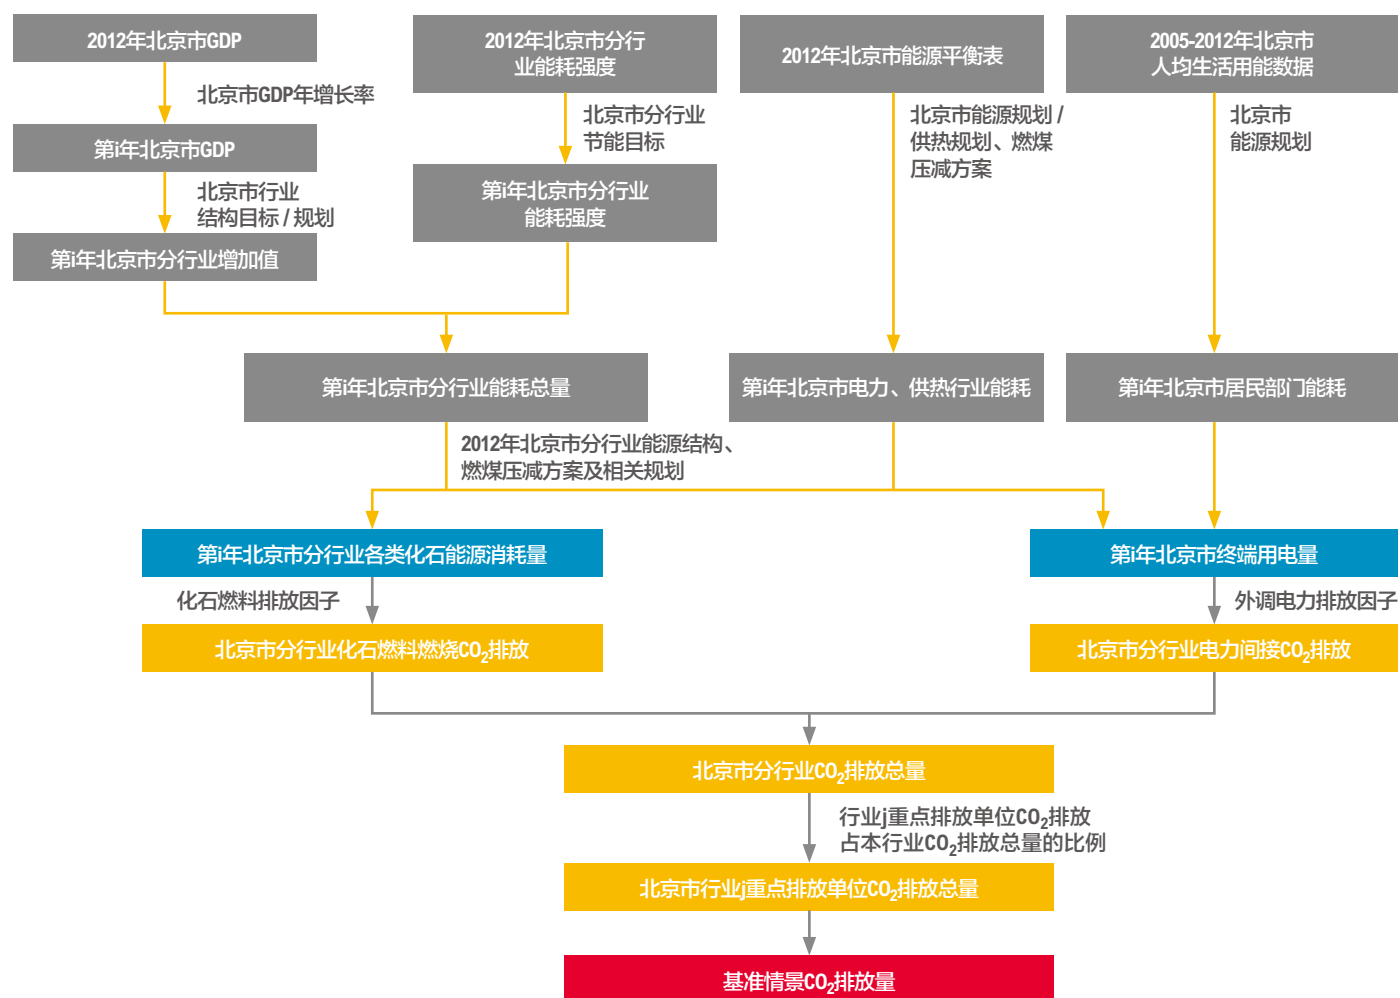 2012年北京市GDP
北京市GDP年增长率
第i年北京市GDP
北京市行业
结构目标 / 规划
第i年北京市分行业增加值
2012年北京市分行
业能耗强度
北京市分行业
节能目标
第i年北京市分行业
能耗强度
2012年北京市能源平衡表
北京市能源规划 /
供热规划、燃煤
压减方案
2005-2012年北京市
人均生活用能数据
北京市
能源规划
第i年北京市分行业能耗总量
第i年北京市电力、供热行业能耗
第i年北京市居民部门能耗
2012年北京市分行业能源结构、
燃煤压减方案及相关规划
第i年北京市分行业各类化石能源消耗量
第i年北京市终端用电量
化石燃料排放因子
外调电力排放因子
北京市分行业化石燃料燃烧CO₂排放
北京市分行业电力间接CO₂排放
北京市分行业CO₂排放总量
行业j重点排放单位CO₂排放
占本行业CO₂排放总量的比例
北京市行业j重点排放单位CO₂排放总量
基准情景CO₂排放量